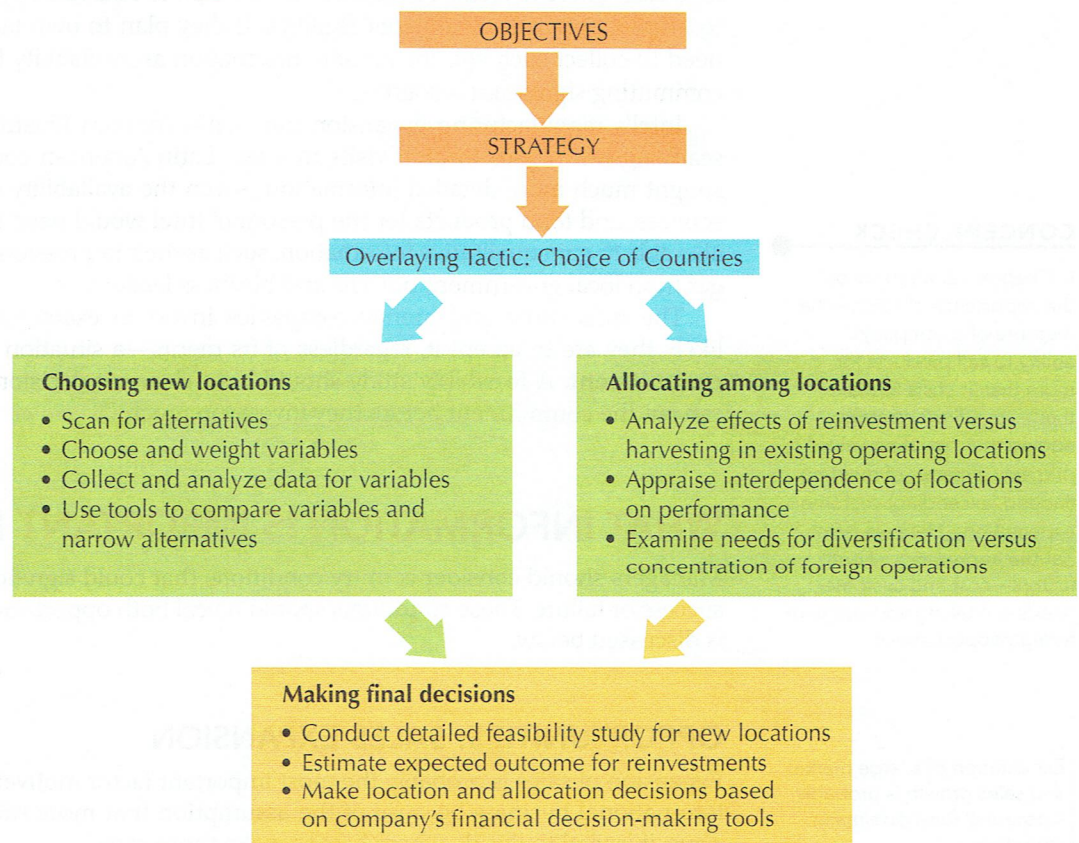 OBJECTIVES
STRATEGY
Overlaying Tactic: Choice of Countries
Choosing new locations
• Scan for alternatives
• Choose and weight variables
• Collect and analyze data for variables
• Use tools to compare variables and
narrow alternatives
Allocating among locations
• Analyze effects of reinvestment versus
harvesting in existing operating locations
• Appraise interdependence of locations
on performance
• Examine needs for diversification versus
concentration of foreign operations
Making final decisions
• Conduct detailed feasibility study for new locations
• Estimate expected outcome for reinvestments
• Make location and allocation decisions based
on company's financial decision-making tools